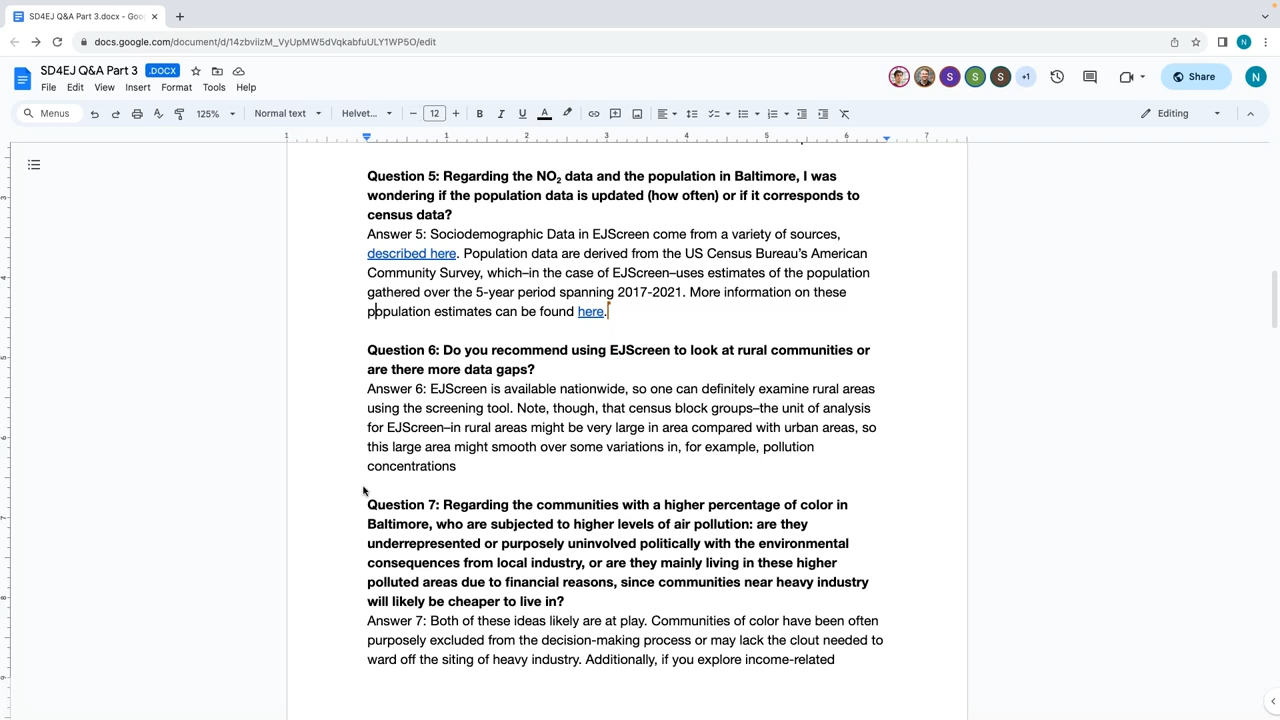 SD4EJ Q&A Part 3.docx - Goo
docs.google.com/document/d/14zbviizM_VyUpMW5dVqkabfuULY1WP5O/edit
SD4EJ Q&A Part 3 .DOCX
File Edit View Insert Format Tools Help
S S S +1 Share N
Menus 125% Normal text Helvet... 12 B I U A Editing
1 1 2 3 4 5 6 7
Question 5: Regarding the NO₂ data and the population in Baltimore, I was
wondering if the population data is updated (how often) or if it corresponds to
census data?
Answer 5: Sociodemographic Data in EJScreen come from a variety of sources,
described here. Population data are derived from the US Census Bureau's American
Community Survey, which–in the case of EJScreen–uses estimates of the population
gathered over the 5-year period spanning 2017-2021. More information on these
population estimates can be found here.
Question 6: Do you recommend using EJScreen to look at rural communities or
are there more data gaps?
Answer 6: EJScreen is available nationwide, so one can definitely examine rural areas
using the screening tool. Note, though, that census block groups–the unit of analysis
for EJScreen–in rural areas might be very large in area compared with urban areas, so
this large area might smooth over some variations in, for example, pollution
concentrations
Question 7: Regarding the communities with a higher percentage of color in
Baltimore, who are subjected to higher levels of air pollution: are they
underrepresented or purposely uninvolved politically with the environmental
consequences from local industry, or are they mainly living in these higher
polluted areas due to financial reasons, since communities near heavy industry
will likely be cheaper to live in?
Answer 7: Both of these ideas likely are at play. Communities of color have been often
purposely excluded from the decision-making process or may lack the clout needed to
ward off the siting of heavy industry. Additionally, if you explore income-related